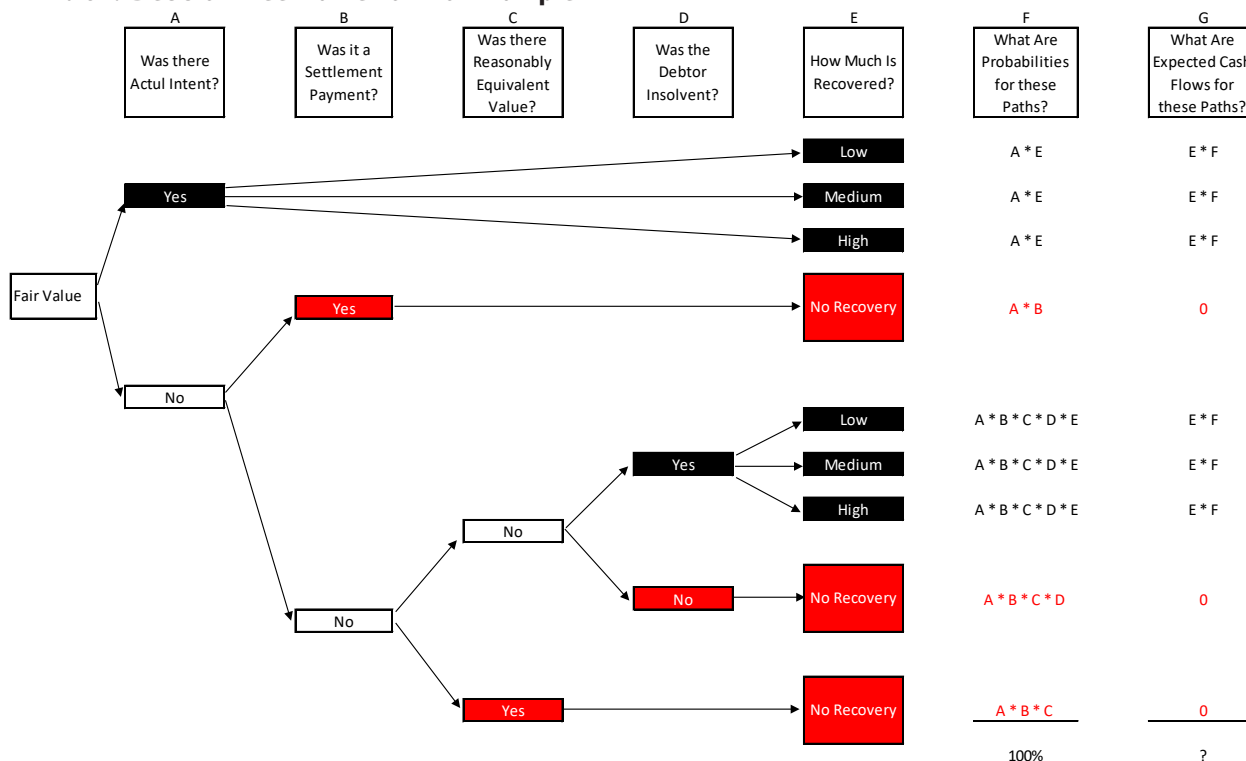 A B C D E F G
Was there
Actul Intent?
Was it a
Settlement
Payment?
Was there
Reasonably
Equivalent
Value?
Was the
Debtor
Insolvent?
How Much Is
Recovered?
What Are
Probabilities
for these
Paths?
What Are
Expected Cash
Flows for
these Paths?
Low A * E E * F
Yes Medium A * E E * F
High A * E E * F
Fair Value Yes No Recovery A * B 0
No
Low A * B * C * D * E E * F
Yes Medium A * B * C * D * E E * F
High A * B * C * D * E E * F
No
No No Recovery A * B * C * D 0
No
Yes No Recovery A * B * C 0
100% ?